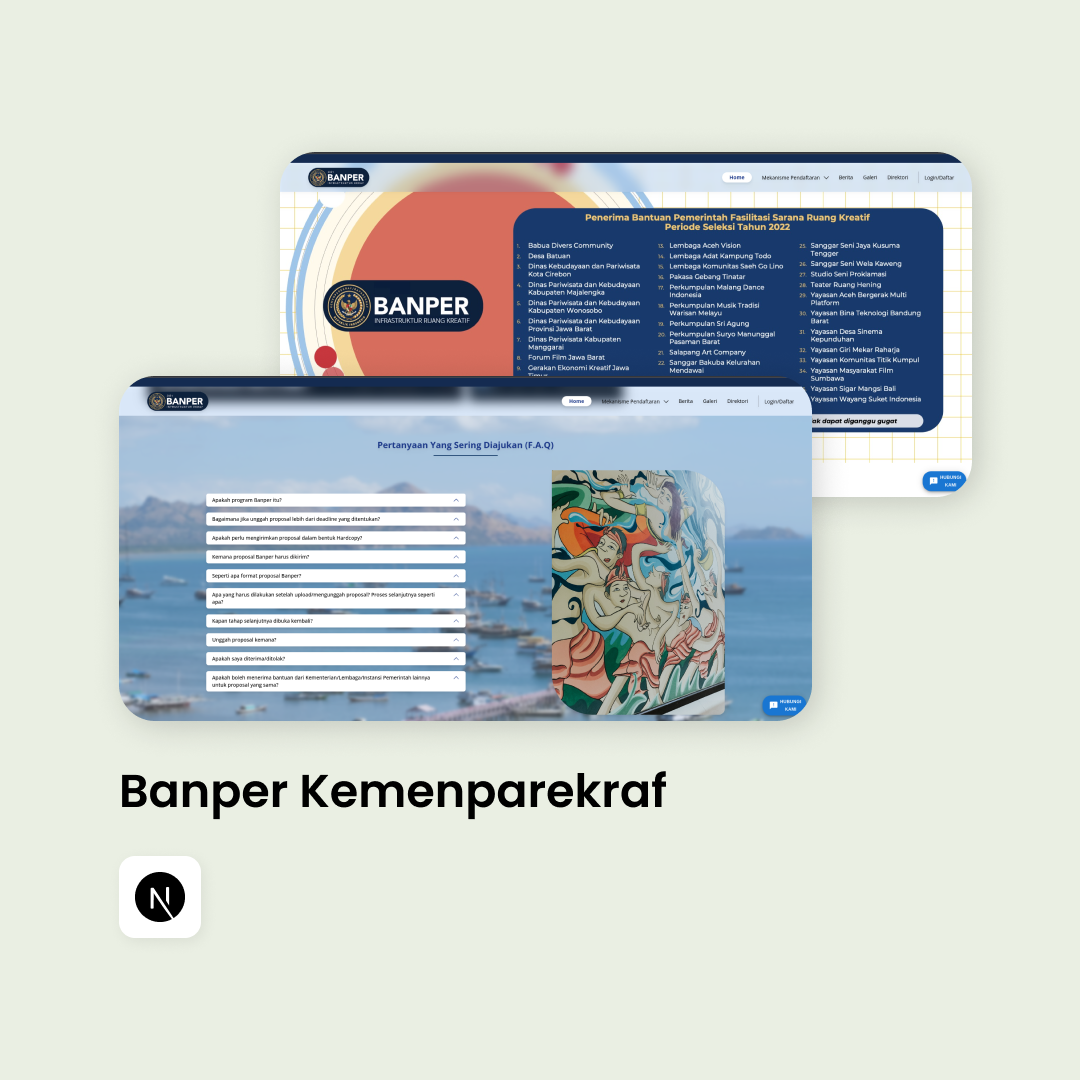 BANPER
Home
Mekanisme Pendaftaran
Berita
Galeri
Direktori
Login/Daftar
BANPER
INFRASTRUKTUR RUANG KREATIF
Penerima Bantuan Pemerintah Fasilitasi Sarana Ruang Kreatif
Periode Seleksi Tahun 2022
1. Babua Divers Community
2. Desa Batuan
3. Dinas Kebudayaan dan Pariwisata
Kota Cirebon
4. Dinas Pariwisata dan Kebudayaan
Kabupaten Majalengka
5. Dinas Pariwisata dan Kebudayaan
Kabupaten Wonosobo
6. Dinas Pariwisata dan Kebudayaan
Provinsi Jawa Barat
7. Dinas Pariwisata Kabupaten
Manggarai
8. Forum Film Jawa Barat
9. Gerakan Ekonomi Kreatif Jawa
Timur
13. Lembaga Aceh Vision
14. Lembaga Adat Kampung Todo
15. Lembaga Komunitas Saeh Go Lino
16. Pakasa Gebang Tinatar
17. Perkumpulan Malang Dance
Indonesia
18. Perkumpulan Musik Tradisi
Warisan Melayu
19. Perkumpulan Sri Agung
20. Perkumpulan Suryo Manunggal
Pasaman Barat
21. Salapang Art Company
22. Sanggar Bakuba Kelurahan
Mendawai
25. Sanggar Seni Jaya Kusuma
Tengger
26. Sanggar Seni Wela Kaweng
27. Studio Seni Proklamasi
28. Teater Ruang Hening
29. Yayasan Aceh Bergerak Multi
Platform
30. Yayasan Bina Teknologi Bandung
Barat
31. Yayasan Desa Sinema
Kepunduhan
32. Yayasan Giri Mekar Raharja
33. Yayasan Komunitas Titik Kumpul
34. Yayasan Masyarakat Film
Sumbawa
Yayasan Sigar Mangsi Bali
Yayasan Wayang Suket Indonesia
dapat diganggu gugat
HUBUNGI
KAMI
BANPER
Home
Mekanisme Pendaftaran
Berita
Galeri
Direktori
Login/Daftar
Pertanyaan Yang Sering Diajukan (F.A.Q)
Apakah program Banper itu?
Bagaimana jika unggah proposal lebih dari deadline yang ditentukan?
Apakah perlu mengirimkan proposal dalam bentuk Hardcopy?
Kemana proposal Banper harus dikirim?
Seperti apa format proposal Banper?
Apa yang harus dilakukan setelah upload/mengunggah proposal? Proses selanjutnya seperti
apa?
Kapan tahap selanjutnya dibuka kembali?
Unggah proposal kemana?
Apakah saya diterima/ditolak?
Apakah boleh menerima bantuan dari Kementerian/Lembaga/Instansi Pemerintah lainnya
untuk proposal yang sama?
HUBUNGI
KAMI
Banper Kemenparekraf